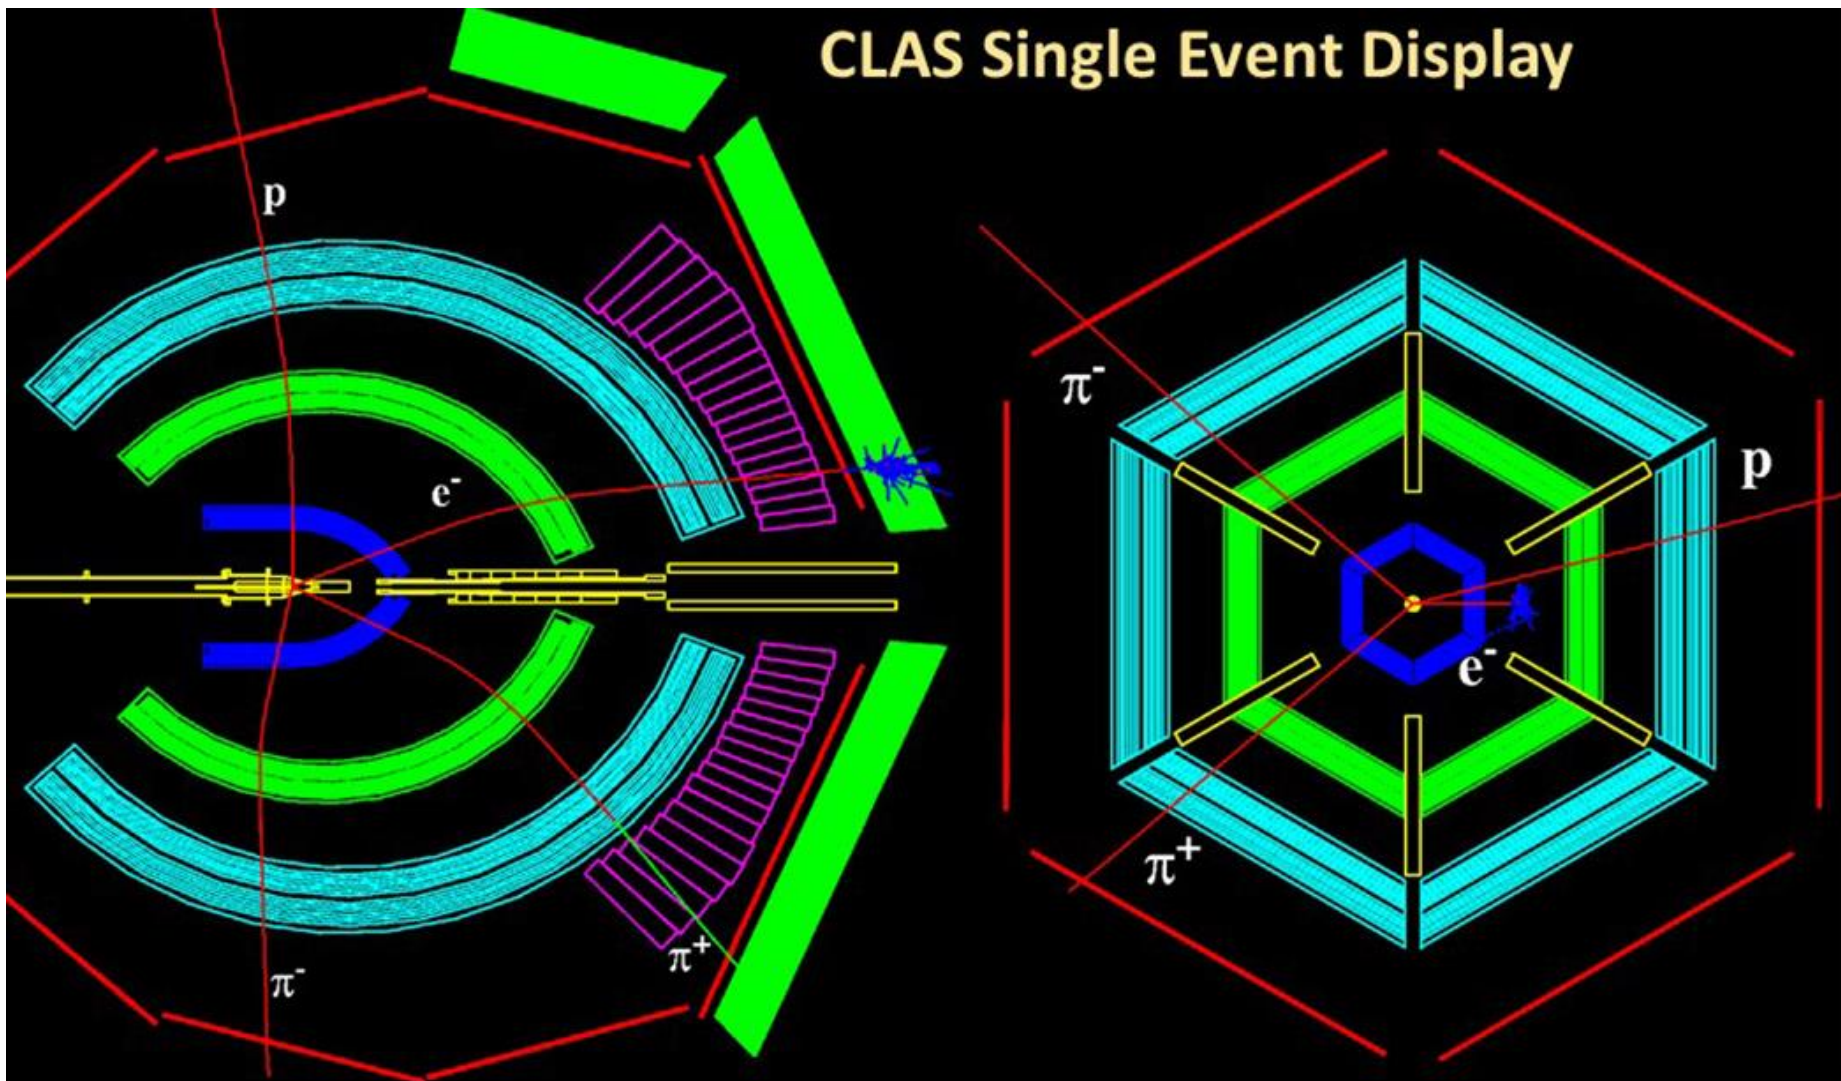 CLAS Single Event Display
p
e⁻
π⁻
π⁺
π⁻
p
e⁻
π⁺